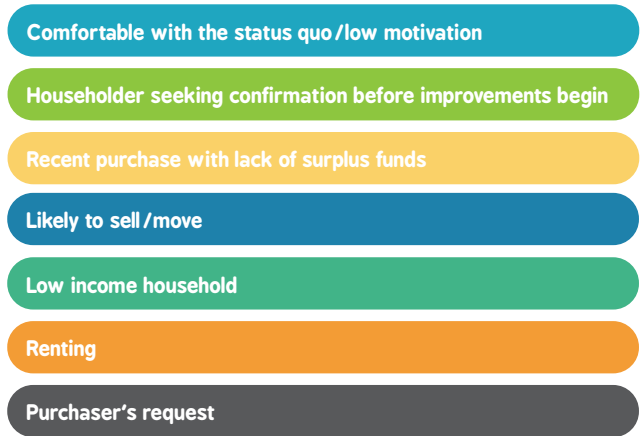 Comfortable with the status quo/low motivation
Householder seeking confirmation before improvements begin
Recent purchase with lack of surplus funds
Likely to sell/move
Low income household
Renting
Purchaser's request